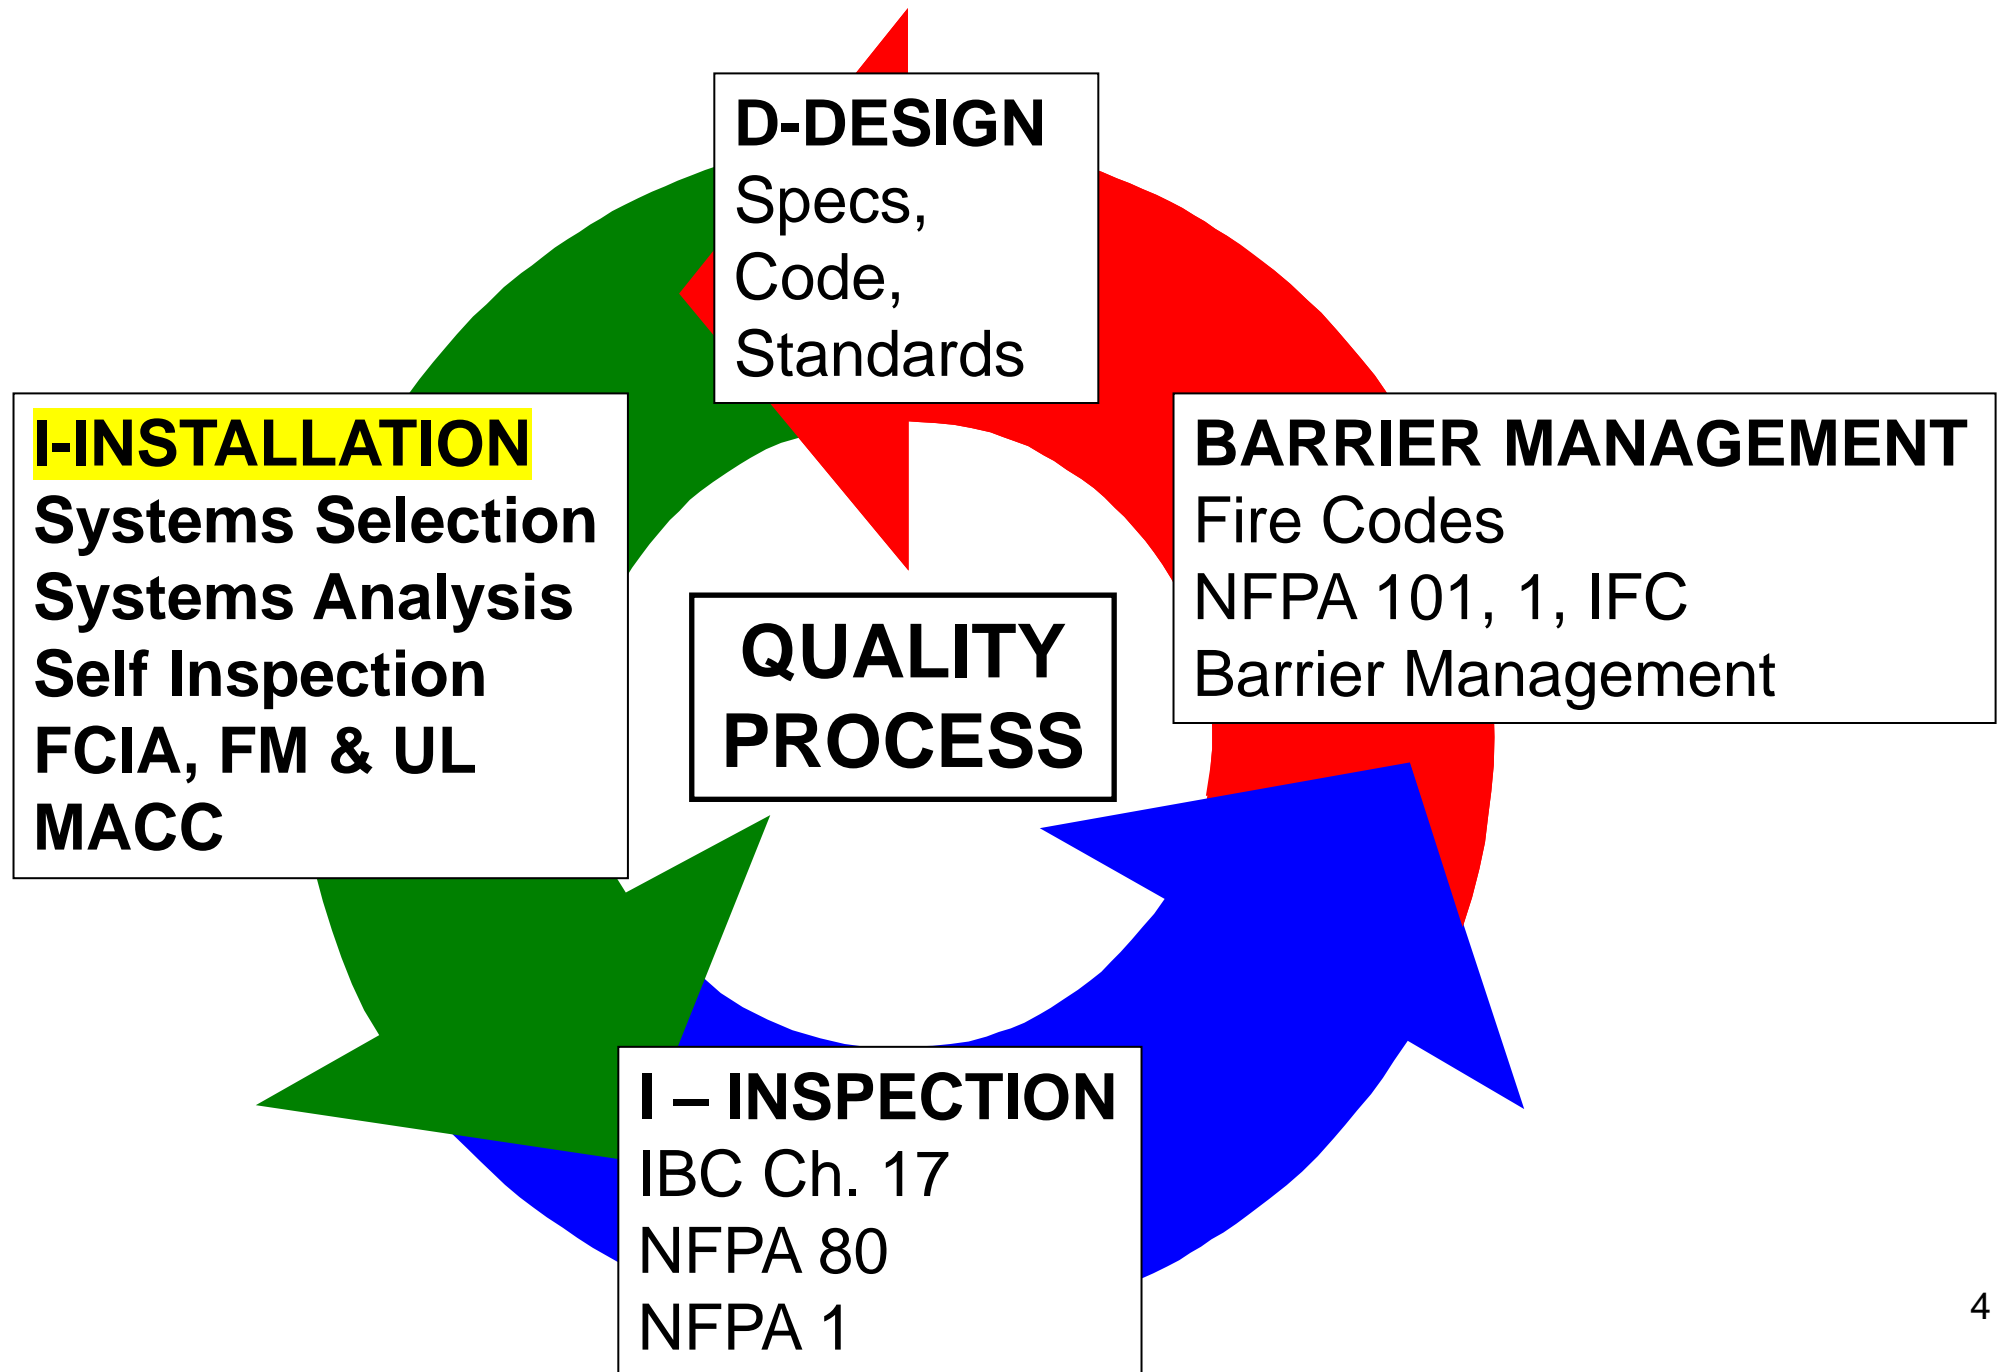 D-DESIGN
Specs,
Code,
Standards
I-INSTALLATION
Systems Selection
Systems Analysis
Self Inspection
FCIA, FM & UL
MACC
BARRIER MANAGEMENT
Fire Codes
NFPA 101, 1, IFC
Barrier Management
QUALITY
PROCESS
I – INSPECTION
IBC Ch. 17
NFPA 80
NFPA 1
4